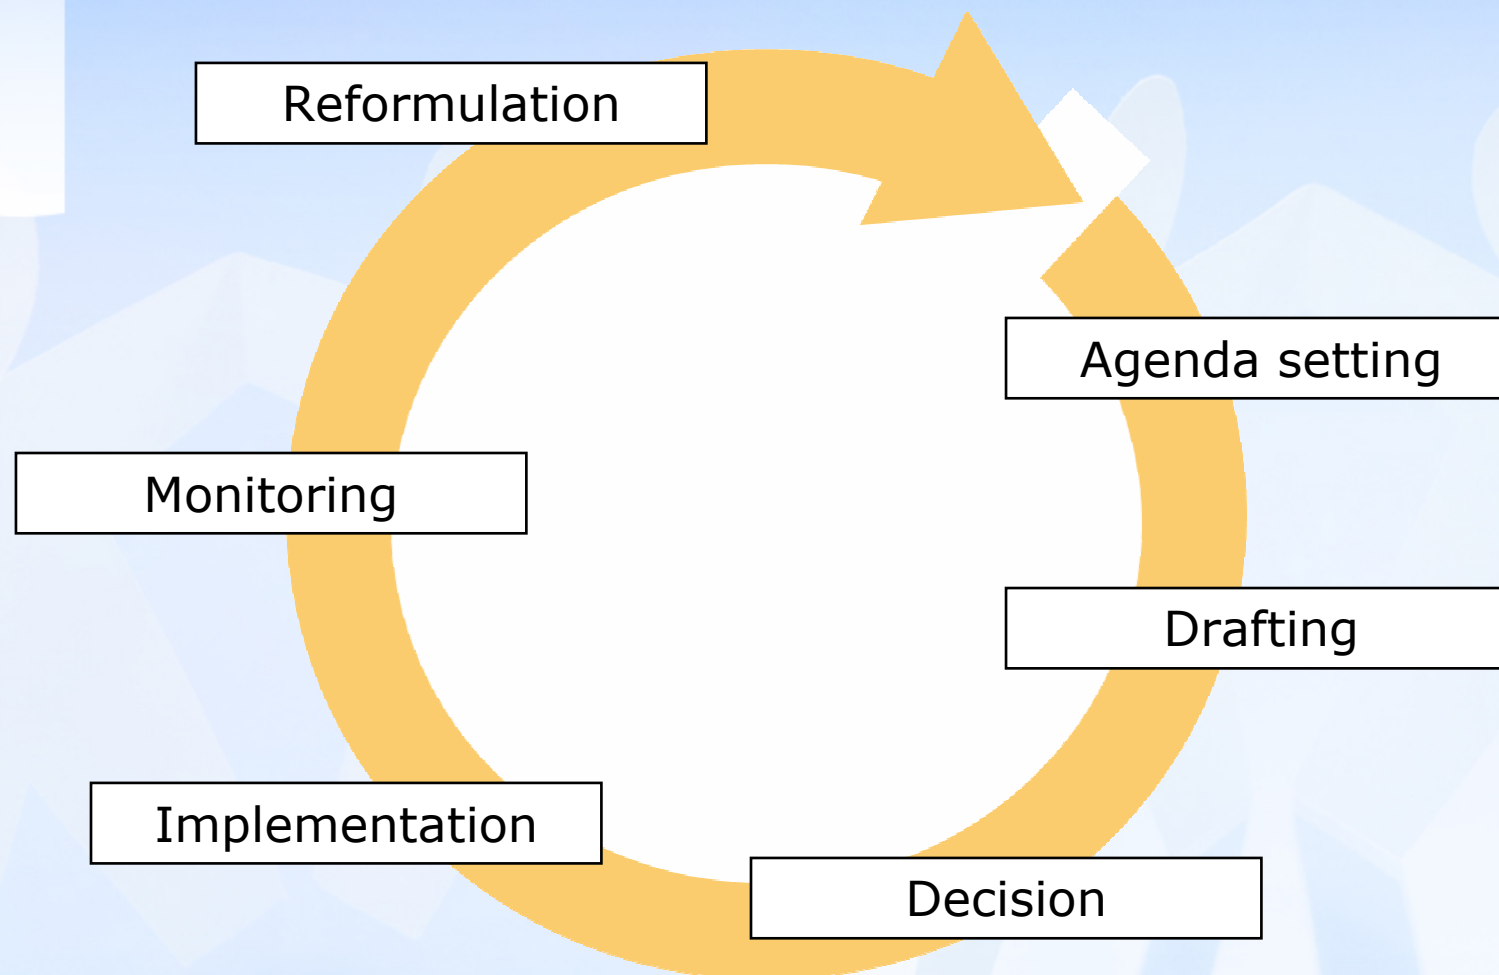 Reformulation
Agenda setting
Monitoring
Drafting
Implementation
Decision